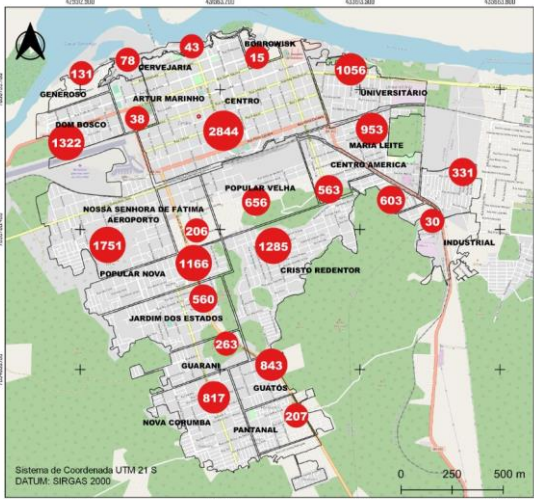 43
BORROWISK
78
15
CERVEJARIA
131
1056
GENEROSO
ARTUR MARINHO
CENTRO
UNIVERSITÁRIO
38
DOM BOSCO
2844
953
1322
MARIA LEITE
CENTRO AMÉRICA
331
POPULAR VELHA
563
656
603
NOSSA SENHORA DE FÁTIMA
AEROPORTO
206
30
1751
1285
INDUSTRIAL
1166
CRISTO REDENTOR
POPULAR NOVA
560
JARDIM DOS ESTADOS
263
GUARANI
843
GUATÓS
817
207
NOVA CORUMBÁ
PANTANAL
Sistema de Coordenada UTM 21 S
DATUM: SIRGAS 2000
0 250 500 m